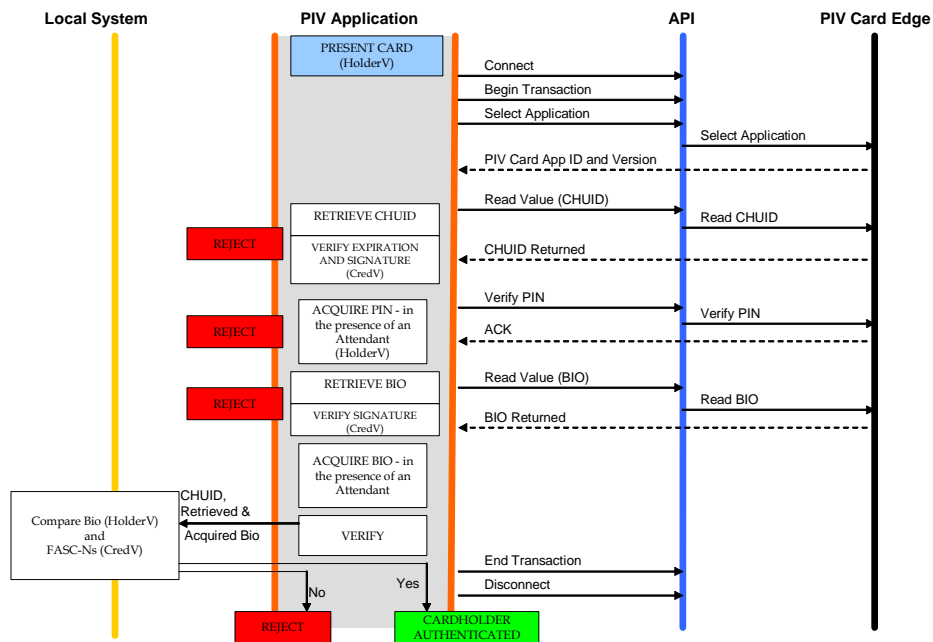 Local System
PIV Application
API
PIV Card Edge
PRESENT CARD
(HolderV)
Connect
Begin Transaction
Select Application
Select Application
PIV Card App ID and Version
Read Value (CHUID)
RETRIEVE CHUID
Read CHUID
REJECT
VERIFY EXPIRATION
AND SIGNATURE
(CredV)
CHUID Returned
Verify PIN
ACQUIRE PIN - in
the presence of an
Attendant
(HolderV)
Verify PIN
REJECT
ACK
RETRIEVE BIO
Read Value (BIO)
REJECT
Read BIO
VERIFY SIGNATURE
(CredV)
BIO Returned
ACQUIRE BIO - in
the presence of an
Attendant
CHUID,
Retrieved &
Acquired Bio
Compare Bio (HolderV)
and
FASC-Ns (CredV)
VERIFY
End Transaction
No
Yes
Disconnect
REJECT
CARDHOLDER
AUTHENTICATED